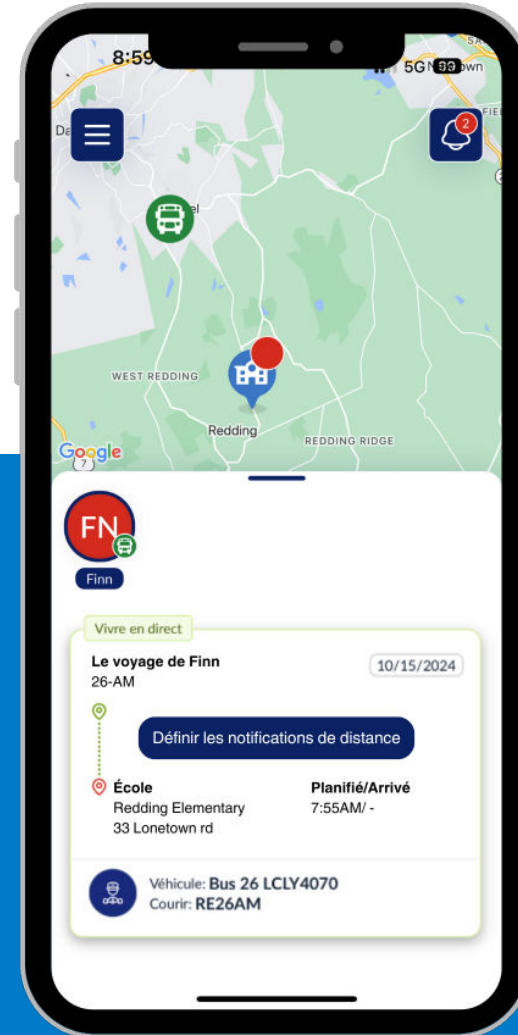 8:59
5G
2
WEST REDDING
Redding
REDDING RIDGE
Google
7
FN
Finn
Vivre en direct
Le voyage de Finn
10/15/2024
26-AM
Définir les notifications de distance
École
Planifié/Arrivé
Redding Elementary
7:55AM/ -
33 Lonetown rd
Véhicule: Bus 26 LCLY4070
Courir: RE26AM